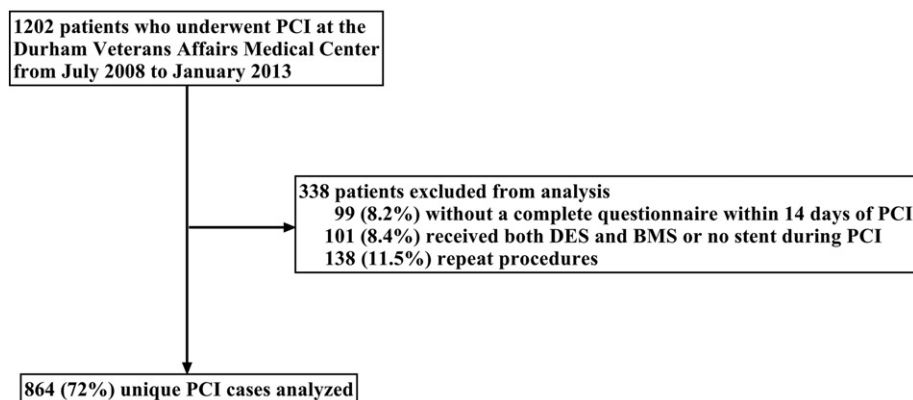 1202 patients who underwent PCI at the
Durham Veterans Affairs Medical Center
from July 2008 to January 2013
338 patients excluded from analysis
99 (8.2%) without a complete questionnaire within 14 days of PCI
101 (8.4%) received both DES and BMS or no stent during PCI
138 (11.5%) repeat procedures
864 (72%) unique PCI cases analyzed